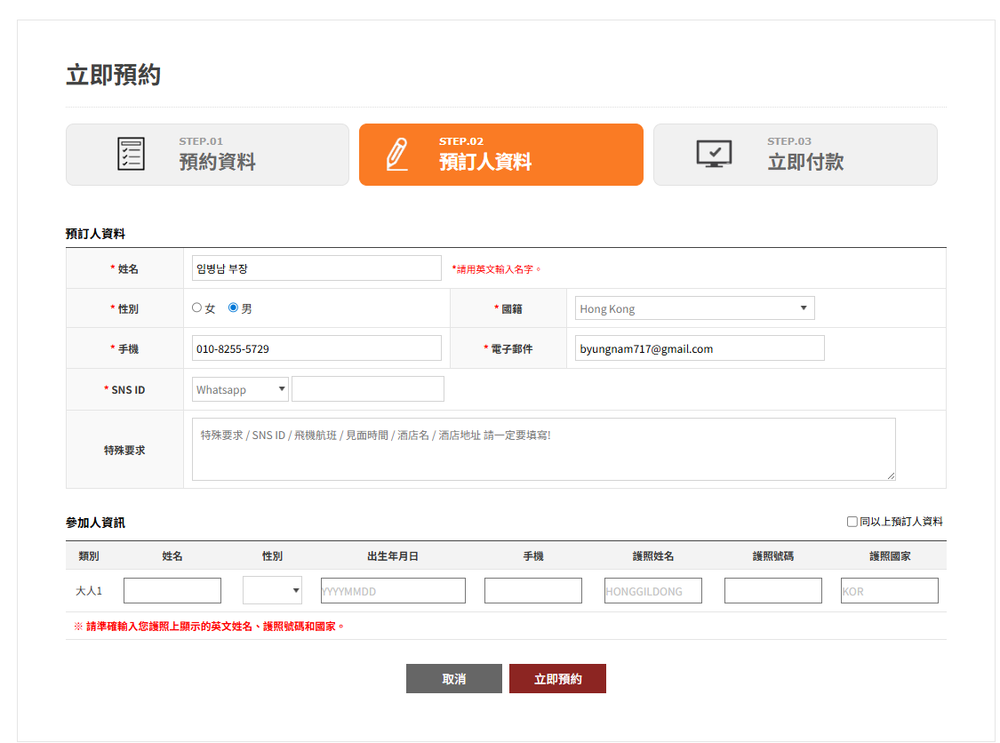 立即預約
STEP.01
預約資料
STEP.02
預訂人資料
STEP.03
立即付款
預訂人資料
* 姓名 임병남 부장 *請用英文輸入名字。
* 性別 女 男 * 國籍 Hong Kong
* 手機 010-8255-5729 * 電子郵件 byungnam717@gmail.com
* SNS ID Whatsapp
特殊要求 特殊要求 / SNS ID / 飛機航班 / 見面時間 / 酒店名 / 酒店地址 請一定要填寫!
參加人資訊 同以上預訂人資料
類別 姓名 性別 出生年月日 手機 護照姓名 護照號碼 護照國家
大人1 YYYYMMDD HONGGILDONG KOR
※ 請準確輸入您護照上顯示的英文姓名、護照號碼和國家。
取消 立即預約